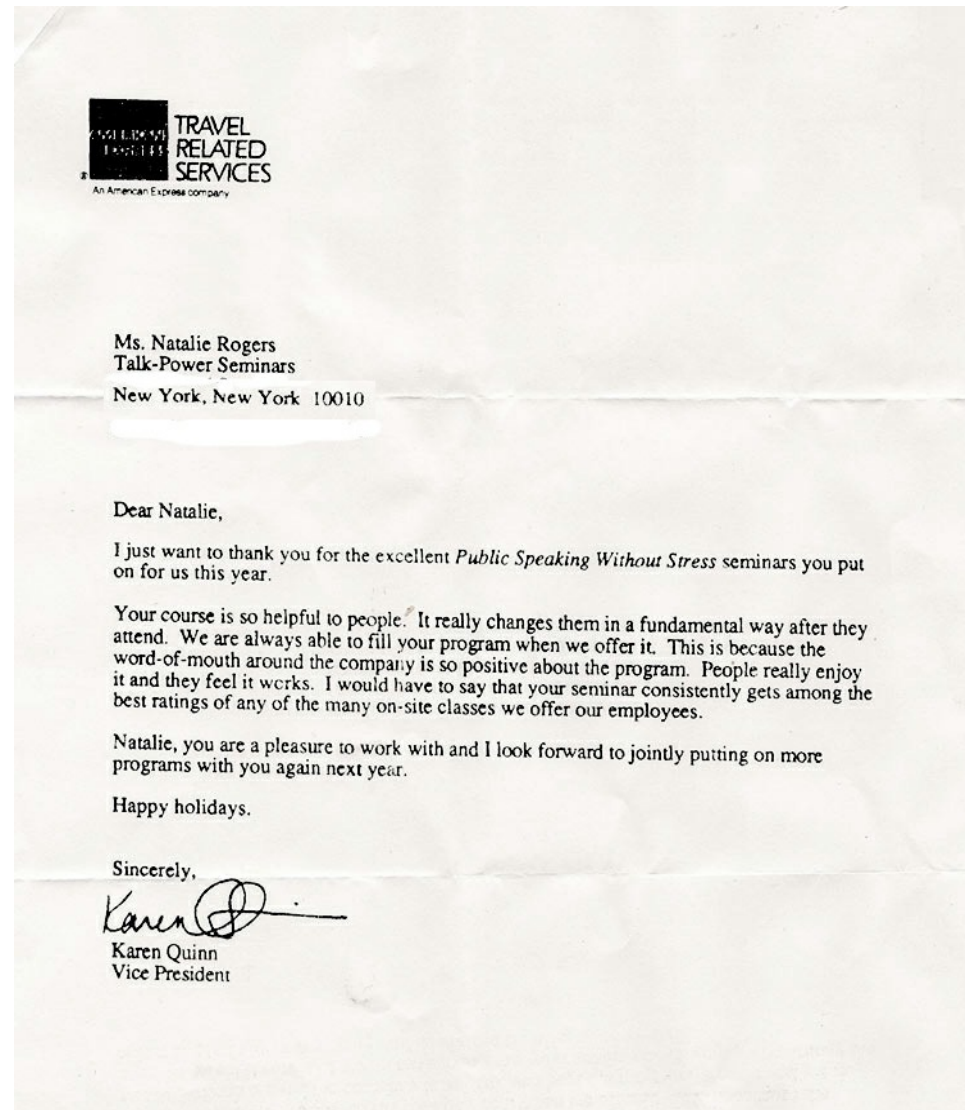 TRAVEL
RELATED
SERVICES
An American Express company
Ms. Natalie Rogers
Talk-Power Seminars
New York, New York 10010
Dear Natalie,
I just want to thank you for the excellent Public Speaking Without Stress seminars you put
on for us this year.
Your course is so helpful to people. It really changes them in a fundamental way after they
attend. We are always able to fill your program when we offer it. This is because the
word-of-mouth around the company is so positive about the program. People really enjoy
it and they feel it works. I would have to say that your seminar consistently gets among the
best ratings of any of the many on-site classes we offer our employees.
Natalie, you are a pleasure to work with and I look forward to jointly putting on more
programs with you again next year.
Happy holidays.
Sincerely,
Karen
Karen Quinn
Vice President